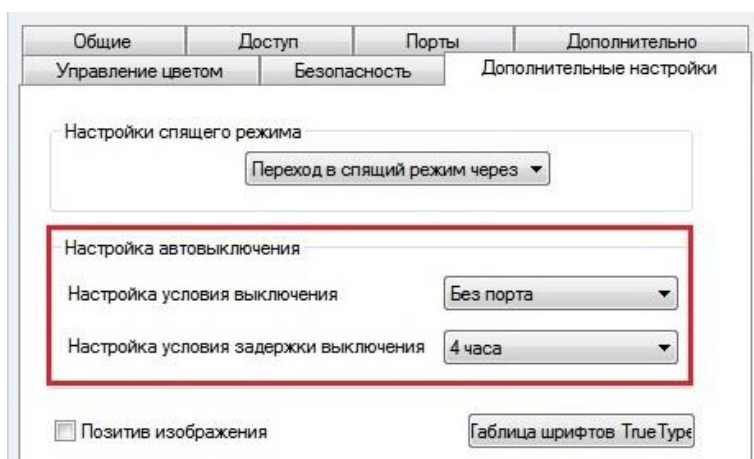 Общие Доступ Порты Дополнительно
Управление цветом Безопасность Дополнительные настройки
Настройки спящего режима
Переход в спящий режим через
Настройка автовыключения
Настройка условия выключения Без порта
Настройка условия задержки выключения 4 часа
Позитив изображения Таблица шрифтов TrueType